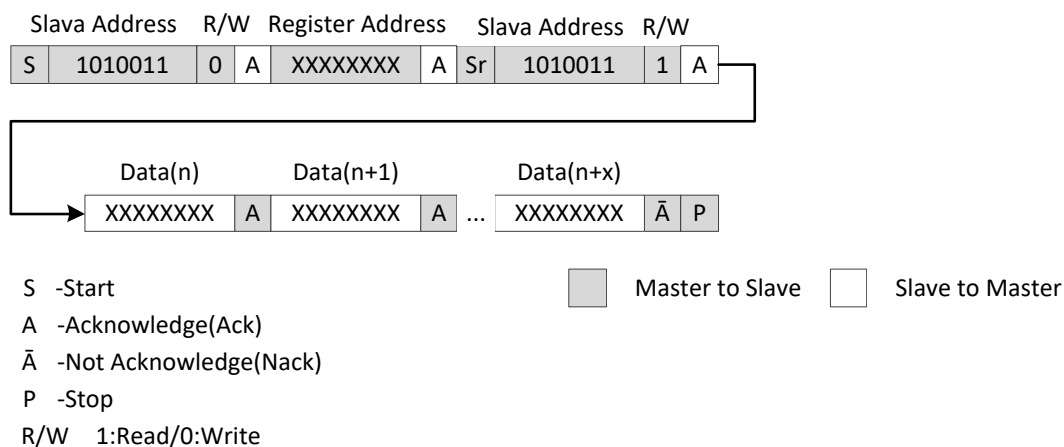 Slava Address R/W Register Address Slava Address R/W
S 1010011 0 A XXXXXXXX A Sr 1010011 1 A
Data(n) Data(n+1) Data(n+x)
XXXXXXXX A XXXXXXXX A ... XXXXXXXX Ā P
S -Start
Master to Slave Slave to Master
A -Acknowledge(Ack)
Ā -Not Acknowledge(Nack)
P -Stop
R/W 1:Read/0:Write